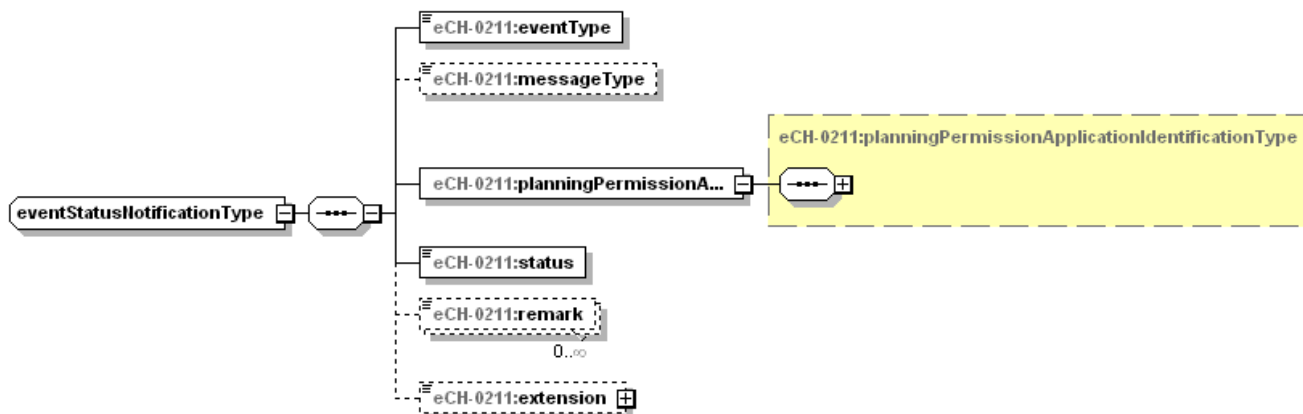 eCH-0211:eventType
eCH-0211:messageType
eCH-0211:planningPermissionApplicationIdentificationType
eCH-0211:planningPermissionA...
eventStatusNotificationType
eCH-0211:status
eCH-0211:remark
0..∞
eCH-0211:extension